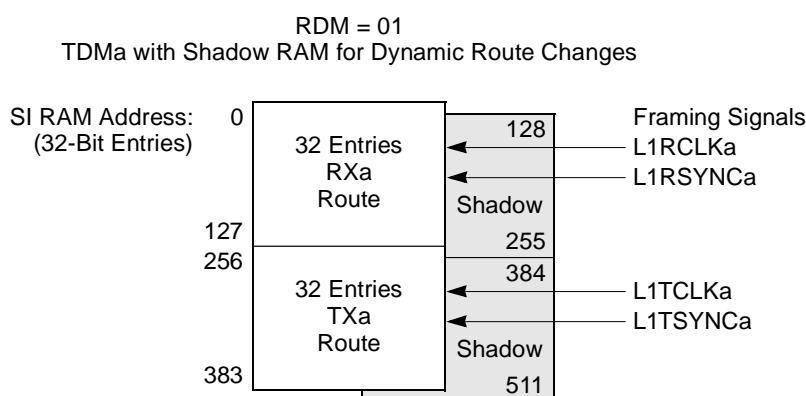 RDM = 01
TDMa with Shadow RAM for Dynamic Route Changes
SI RAM Address: 0 128 Framing Signals
(32-Bit Entries) 32 Entries L1RCLKa
RXa L1RSYNCa
Route Shadow
127 255
256 384
32 Entries L1TCLKa
TXa L1TSYNCa
Route Shadow
383 511